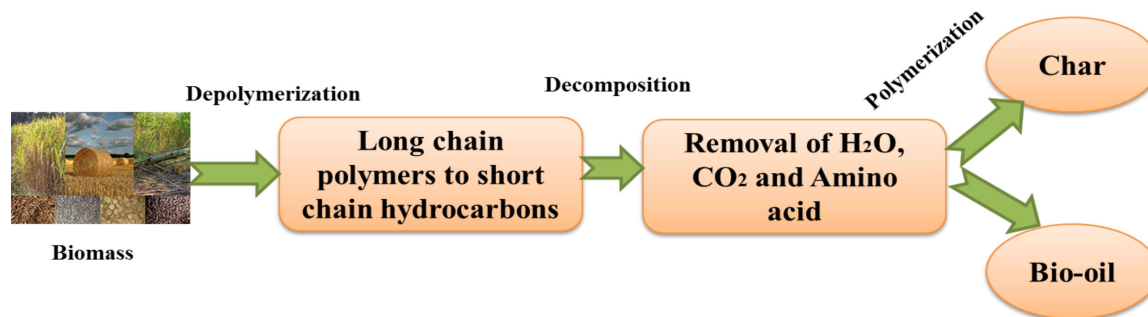 Biomass
Depolymerization
Long chain
polymers to short
chain hydrocarbons
Decomposition
Removal of H₂O,
CO₂ and Amino
acid
Polymerization
Char
Bio-oil